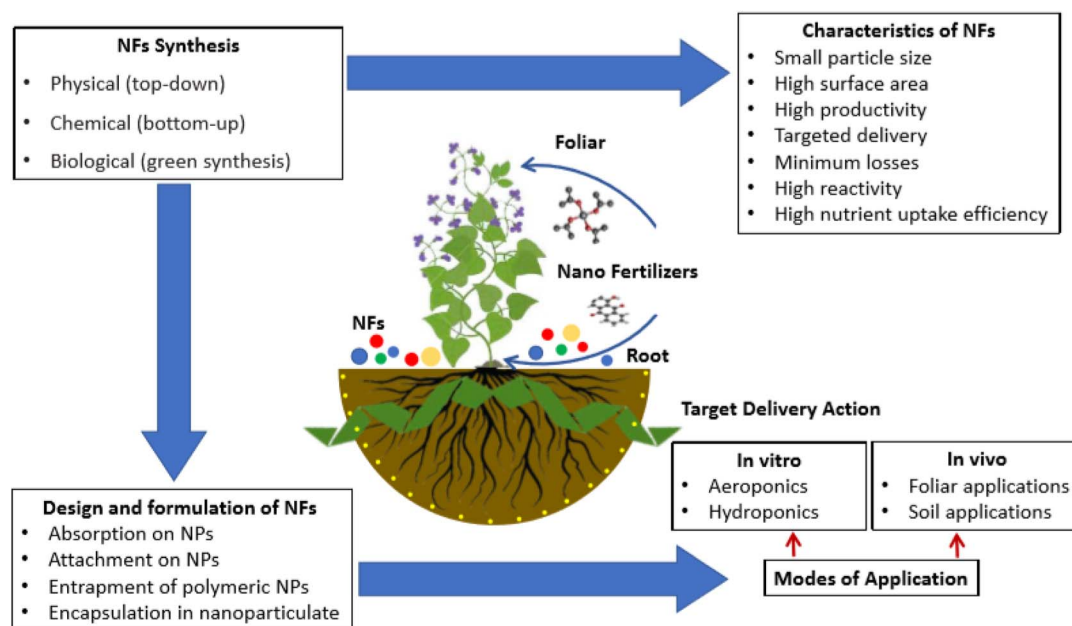 NFs Synthesis
• Physical (top-down)
• Chemical (bottom-up)
• Biological (green synthesis)
Characteristics of NFs
• Small particle size
• High surface area
• High productivity
• Targeted delivery
• Minimum losses
• High reactivity
• High nutrient uptake efficiency
Foliar
Nano Fertilizers
NFs
Root
Target Delivery Action
In vitro
• Aeroponics
• Hydroponics
In vivo
• Foliar applications
• Soil applications
Modes of Application
Design and formulation of NFs
• Absorption on NPs
• Attachment on NPs
• Entrapment of polymeric NPs
• Encapsulation in nanoparticulate